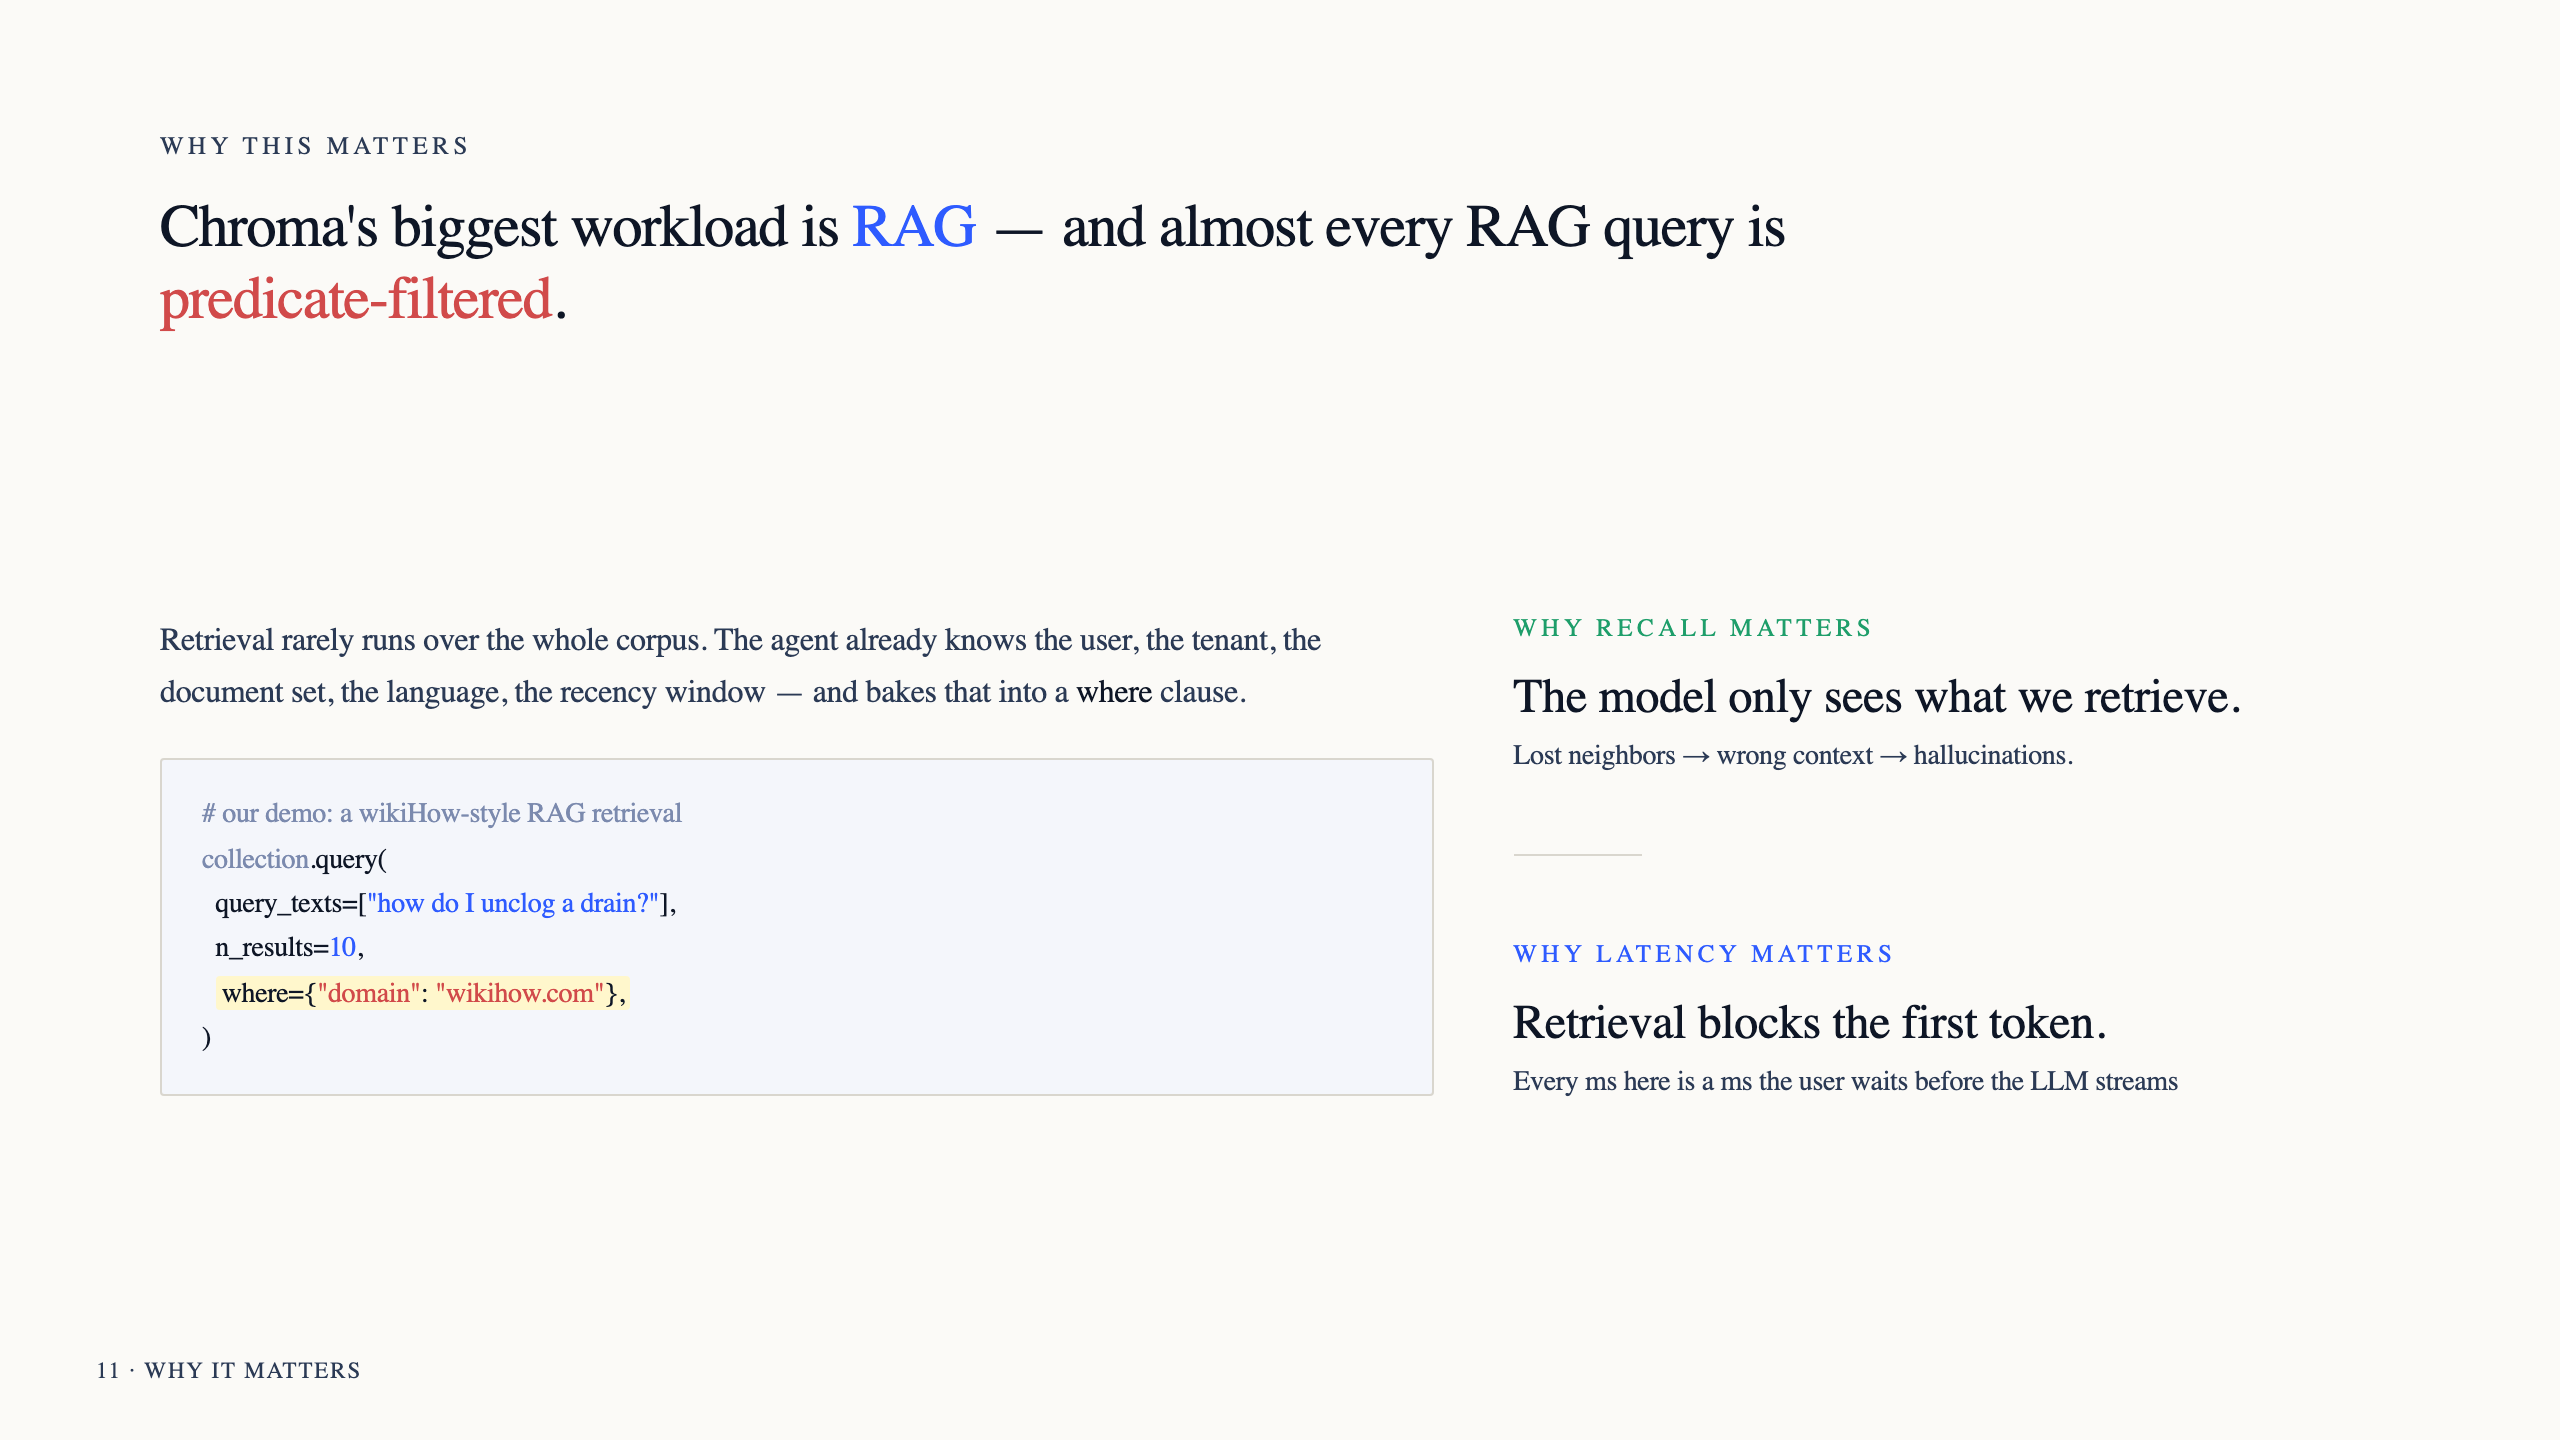 WHY THIS MATTERS
Chroma's biggest workload is RAG — and almost every RAG query is
predicate-filtered.
Retrieval rarely runs over the whole corpus. The agent already knows the user, the tenant, the
document set, the language, the recency window — and bakes that into a where clause.
# our demo: a wikiHow-style RAG retrieval
collection.query(
  query_texts=["how do I unclog a drain?"],
  n_results=10,
  where={"domain": "wikihow.com"},
)
WHY RECALL MATTERS
The model only sees what we retrieve.
Lost neighbors → wrong context → hallucinations.
WHY LATENCY MATTERS
Retrieval blocks the first token.
Every ms here is a ms the user waits before the LLM streams
11 · WHY IT MATTERS